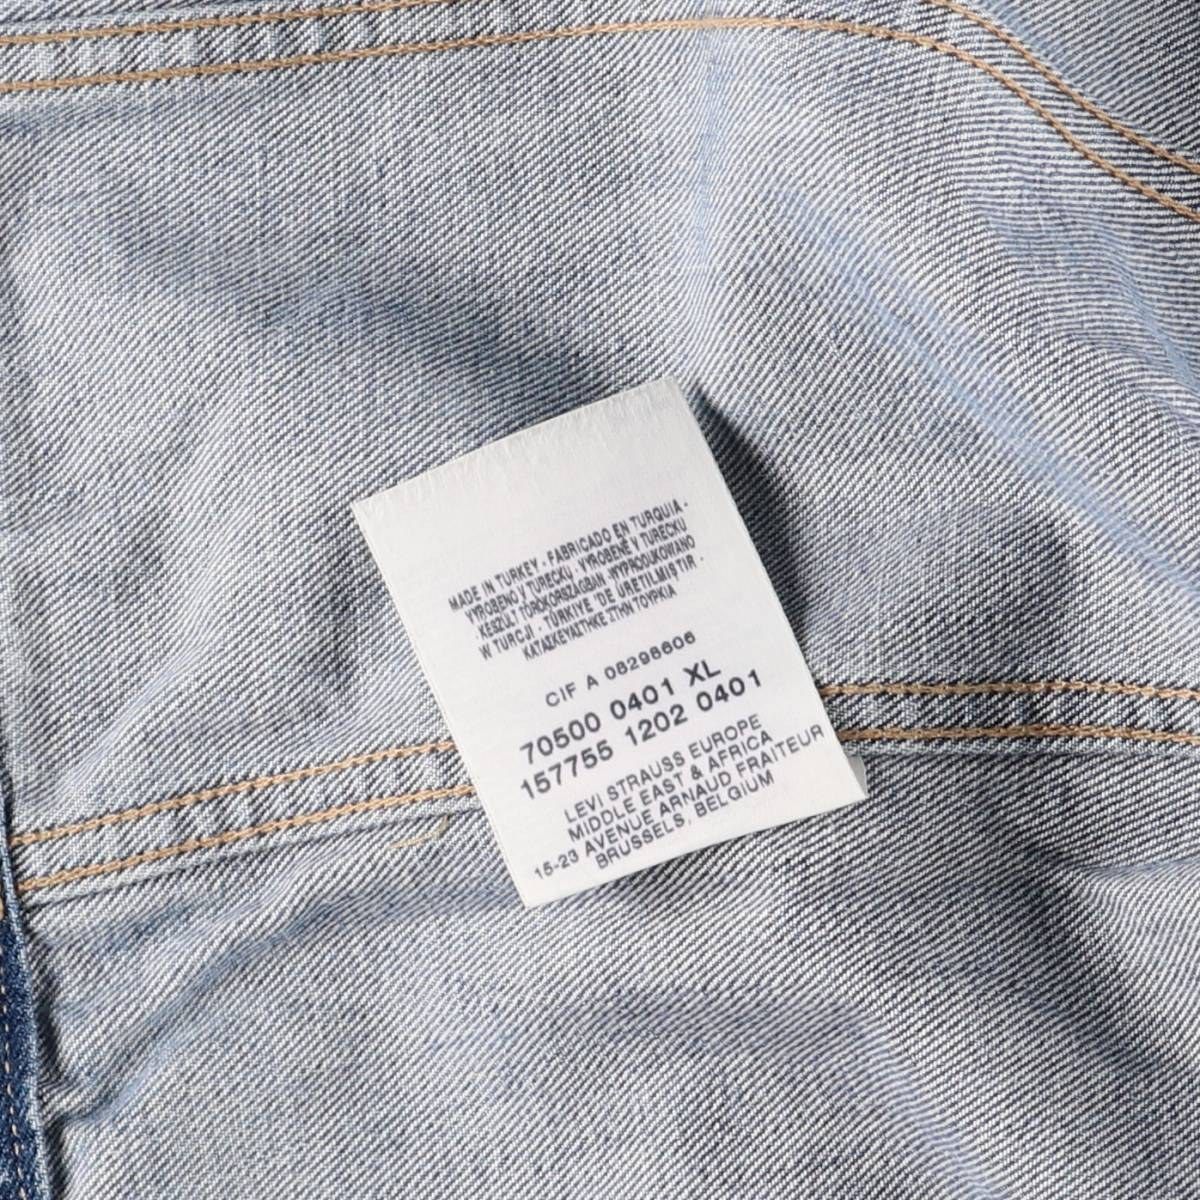 MADE IN TURKEY - FABRICADO EN TURQUIA -
VYROBENO V TURECKU - VYROBENÉ V TURECKU
- KESZÜLT TÖRÖKORSZÁGBAN - WYPRODUKOWANO
W TURCJI - TÜRKIYE 'DE ÜRETILMIŞTIR -
ΚΑΤΑΣΚΕΥΑΣΤΗΚΕ ΣΤΗΝ ΤΟΥΡΚΙΑ
CIF A 08298606
70500 0401 XL
157755 1202 0401
LEVI STRAUSS EUROPE
MIDDLE EAST & AFRICA
15-23 AVENUE ARNAUD FRAITEUR
BRUSSELS, BELGIUM